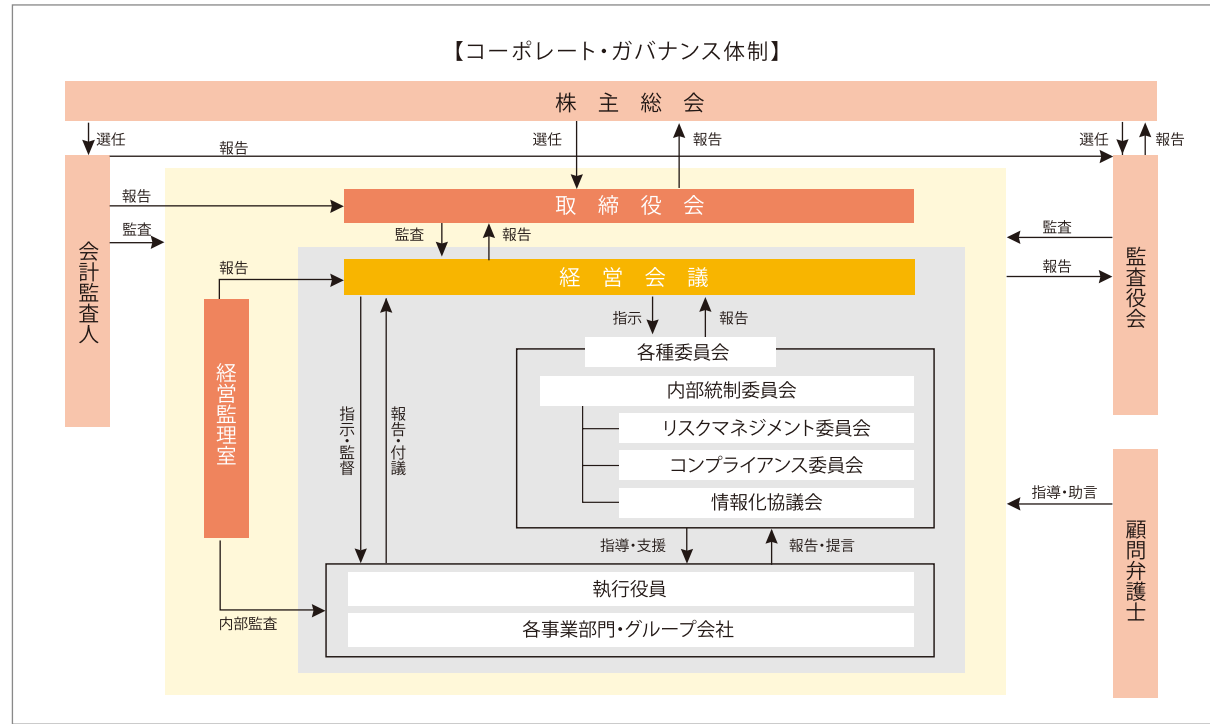 【コーポレート・ガバナンス体制】
株主総会
選任
報告
選任
報告
選任
報告
報告
取締役会
監査
監査
報告
監査
報告
報告
経営会議
会計監査人
監査役会
指示
報告
各種委員会
経営監理室
内部統制委員会
指示・監督
報告・付議
リスクマネジメント委員会
コンプライアンス委員会
情報化協議会
指導・助言
顧問弁護士
指導・支援
報告・提言
執行役員
内部監査
各事業部門・グループ会社